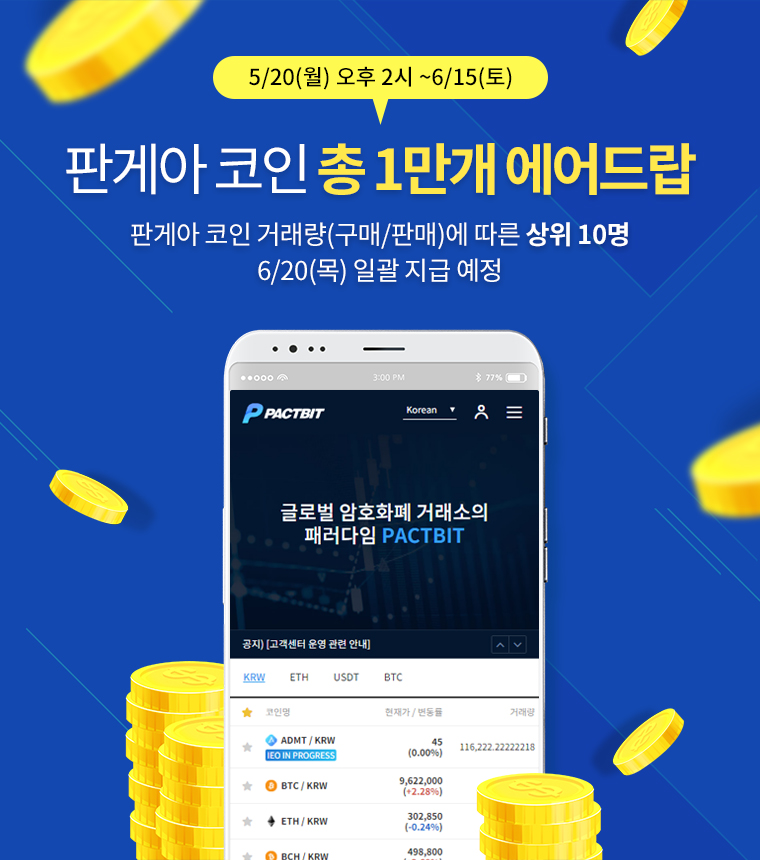 5/20(월) 오후 2시 ~6/15(토)
판게아 코인 총 1만개 에어드랍
판게아 코인 거래량(구매/판매)에 따른 상위 10명
6/20(목) 일괄 지급 예정
3:00 PM 77%
PACTBIT Korean
글로벌 암호화폐 거래소의
패러다임 PACTBIT
공지) [고객센터 운영 관련 안내]
KRW ETH USDT BTC
코인명 현재가 / 변동률 거래량
ADMT / KRW 45 116,222.22222218
IEO IN PROGRESS (0.00%)
BTC / KRW 9,622,000
(+2.28%)
ETH / KRW 302,850
(-0.24%)
BCH / KRW 498,800